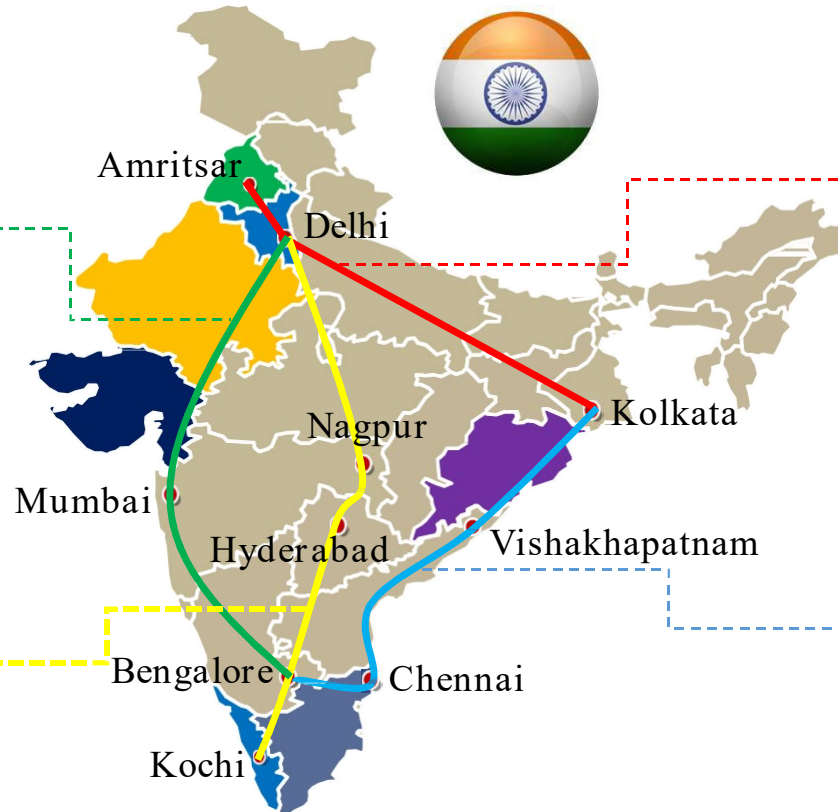 Amritsar
Delhi
Kolkata
Nagpur
Mumbai
Hyderabad
Vishakhapatnam
Bengalore
Chennai
Kochi